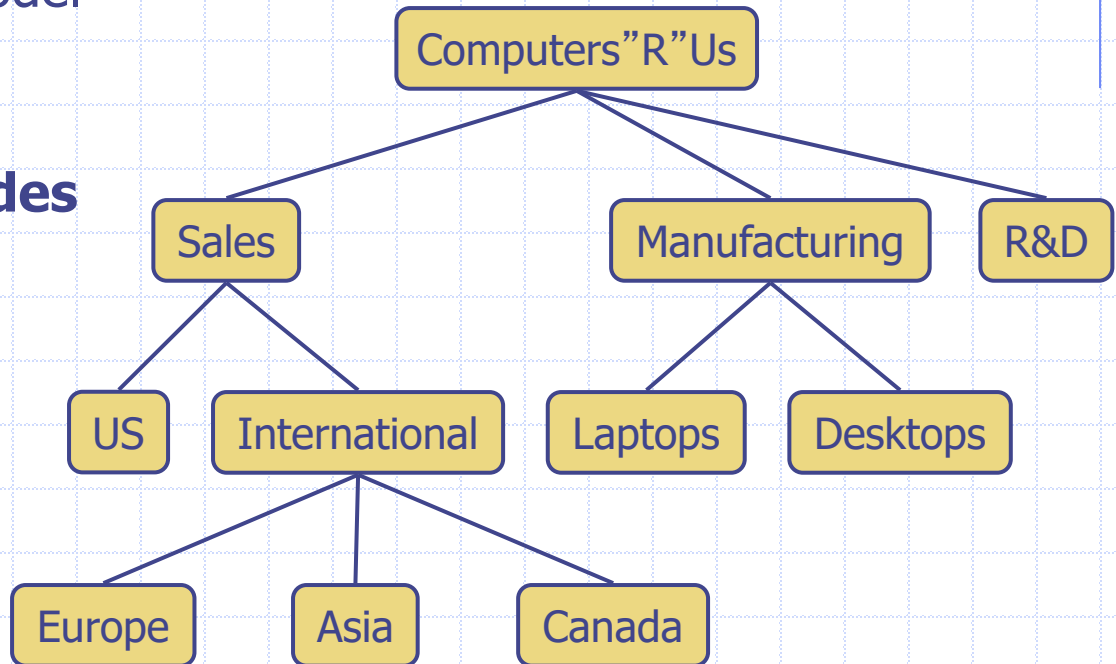 Computers”R”Us
des
Sales
Manufacturing
R&D
US
International
Laptops
Desktops
Europe
Asia
Canada